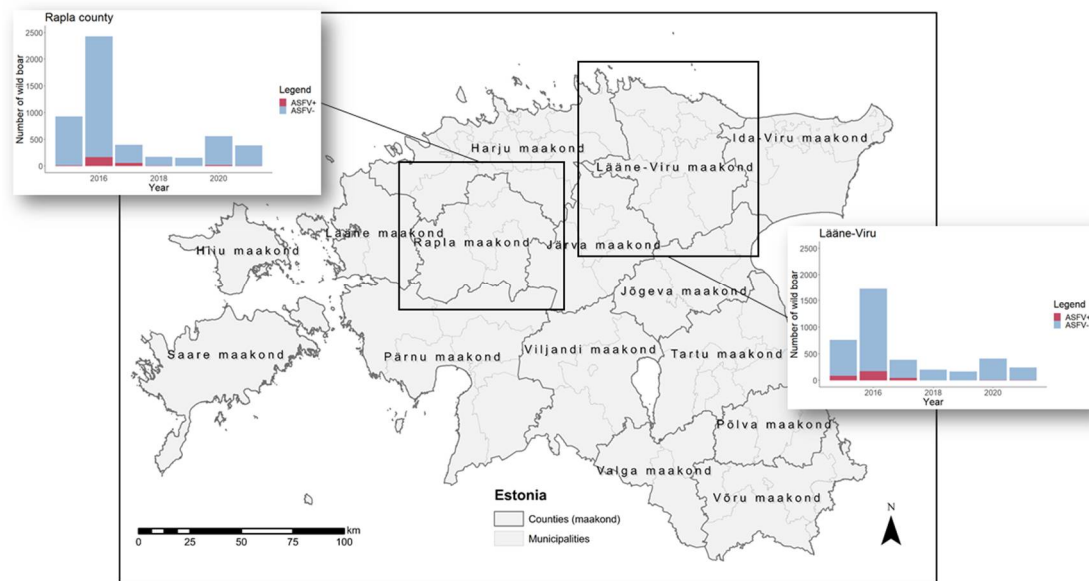 Rapla county
2500
2000
1500
1000
500
0
Number of wild boar
2016
2018
2020
Year
Legend
ASFV+
ASFV-
Harju maakond
Ida-Viru maakond
Lääne-Viru maakond
Lääne maakond
Rapla maakond
Järva maakond
Hiiu maakond
Jõgeva maakond
Saare maakond
Pärnu maakond
Viljandi maakond
Tartu maakond
Põlva maakond
Valga maakond
Võru maakond
Lääne-Viru
2500
2000
1500
1000
500
0
Number of wild boar
2016
2018
2020
Year
Legend
ASFV+
ASFV-
Estonia
Counties (maakond)
Municipalities
km
0 25 50 75 100
N